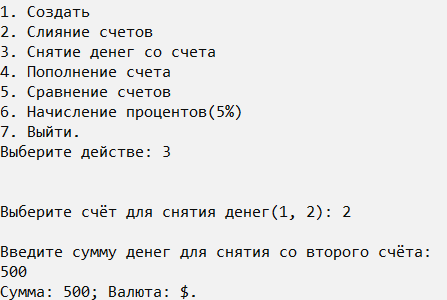 1. Создать
2. Слияние счетов
3. Снятие денег со счета
4. Пополнение счета
5. Сравнение счетов
6. Начисление процентов(5%)
7. Выйти.
Выберите действе: 3
Выберите счёт для снятия денег(1, 2): 2
Введите сумму денег для снятия со второго счёта:
500
Сумма: 500; Валюта: $.